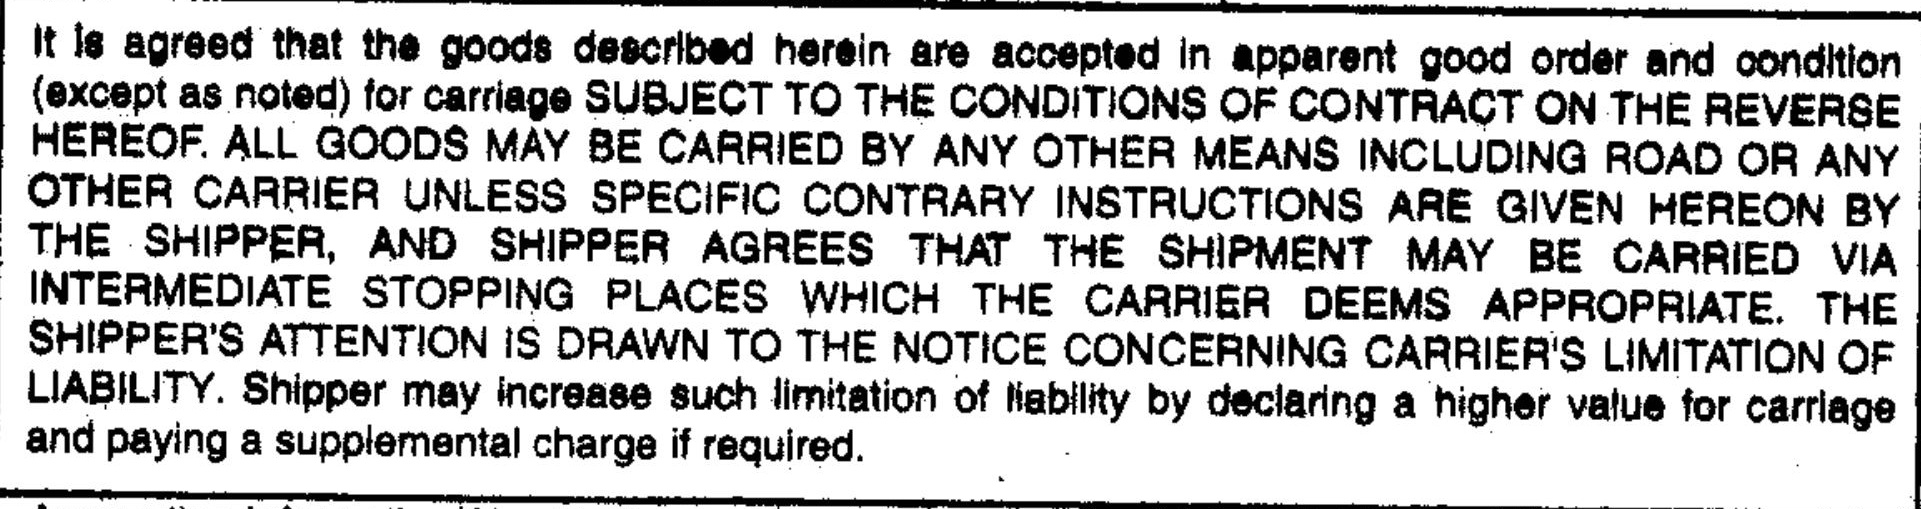 It is agreed that the goods described herein are accepted in apparent good order and condition
(except as noted) for carriage SUBJECT TO THE CONDITIONS OF CONTRACT ON THE REVERSE
HEREOF. ALL GOODS MAY BE CARRIED BY ANY OTHER MEANS INCLUDING ROAD OR ANY
OTHER CARRIER UNLESS SPECIFIC CONTRARY INSTRUCTIONS ARE GIVEN HEREON BY
THE SHIPPER, AND SHIPPER AGREES THAT THE SHIPMENT MAY BE CARRIED VIA
INTERMEDIATE STOPPING PLACES WHICH THE CARRIER DEEMS APPROPRIATE. THE
SHIPPER'S ATTENTION IS DRAWN TO THE NOTICE CONCERNING CARRIER'S LIMITATION OF
LIABILITY. Shipper may increase such limitation of liability by declaring a higher value for carriage
and paying a supplemental charge if required.